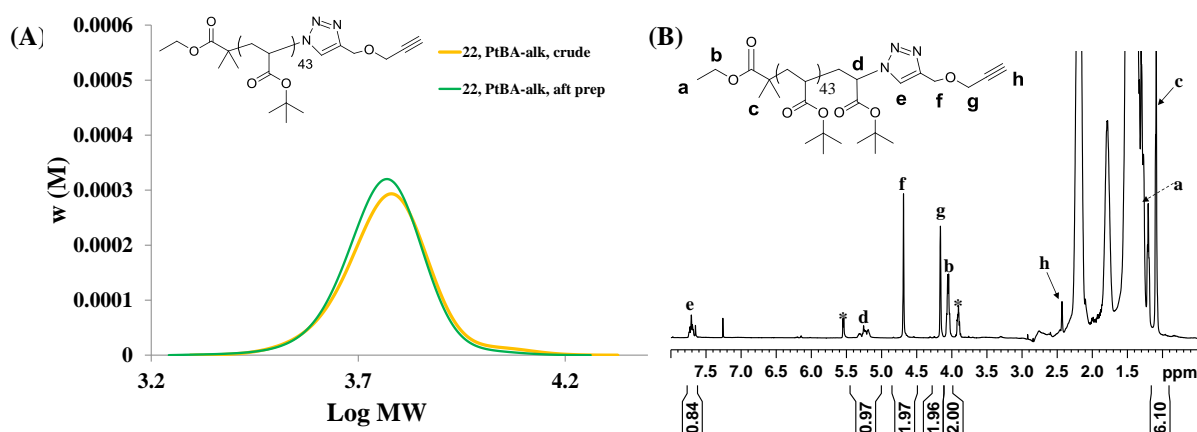 (A)
0.0006
0.0005
0.0004
0.0003
0.0002
0.0001
0
w (M)
3.2
3.7
4.2
Log MW
O
O
43
O
O
N
N
N
O
22, PtBA-alk, crude
22, PtBA-alk, aft prep
(B)
b
O
O
a
c
43
O
O
d
O
O
N
N
N
e
f
O
g
h
e
*
d
f
g
b
*
h
a
c
7.5 7.0 6.5 6.0 5.5 5.0 4.5 4.0 3.5 3.0 2.5 2.0 1.5 ppm
0.84
0.97
1.97
1.96
2.00
6.10